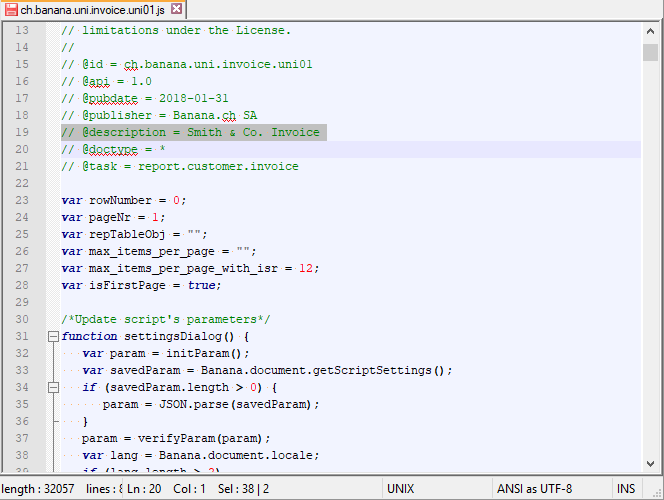 ch.banana.uni.invoice.uni01.js
13 // limitations under the License.
14 //
15 // @id = ch.banana.uni.invoice.uni01
16 // @api = 1.0
17 // @pubdate = 2018-01-31
18 // @publisher = Banana.ch SA
19 // @description = Smith & Co. Invoice
20 // @doctype = *
21 // @task = report.customer.invoice
22
23 var rowNumber = 0;
24 var pageNr = 1;
25 var repTableObj = "";
26 var max_items_per_page = "";
27 var max_items_per_page_with_isr = 12;
28 var isFirstPage = true;
29
30 /*Update script's parameters*/
31 function settingsDialog() {
32 var param = initParam();
33 var savedParam = Banana.document.getScriptSettings();
34 if (savedParam.length > 0) {
35 param = JSON.parse(savedParam);
36 }
37 param = verifyParam(param);
38 var lang = Banana.document.locale;
39 if (lang.length > 2)
length : 32057 lines : Ln : 20 Col : 1 Sel : 38 | 2 UNIX ANSI as UTF-8 INS